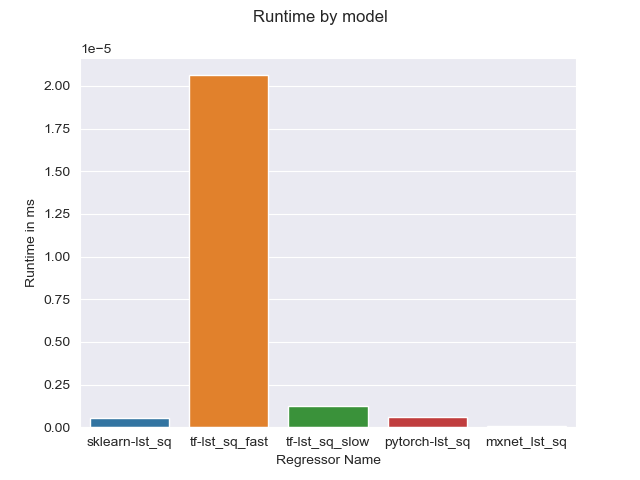 Runtime by model
1e−5
2.00
1.75
1.50
1.25
1.00
0.75
0.50
0.25
0.00
Runtime in ms
sklearn-lst_sq tf-lst_sq_fast tf-lst_sq_slow pytorch-lst_sq mxnet_lst_sq
Regressor Name